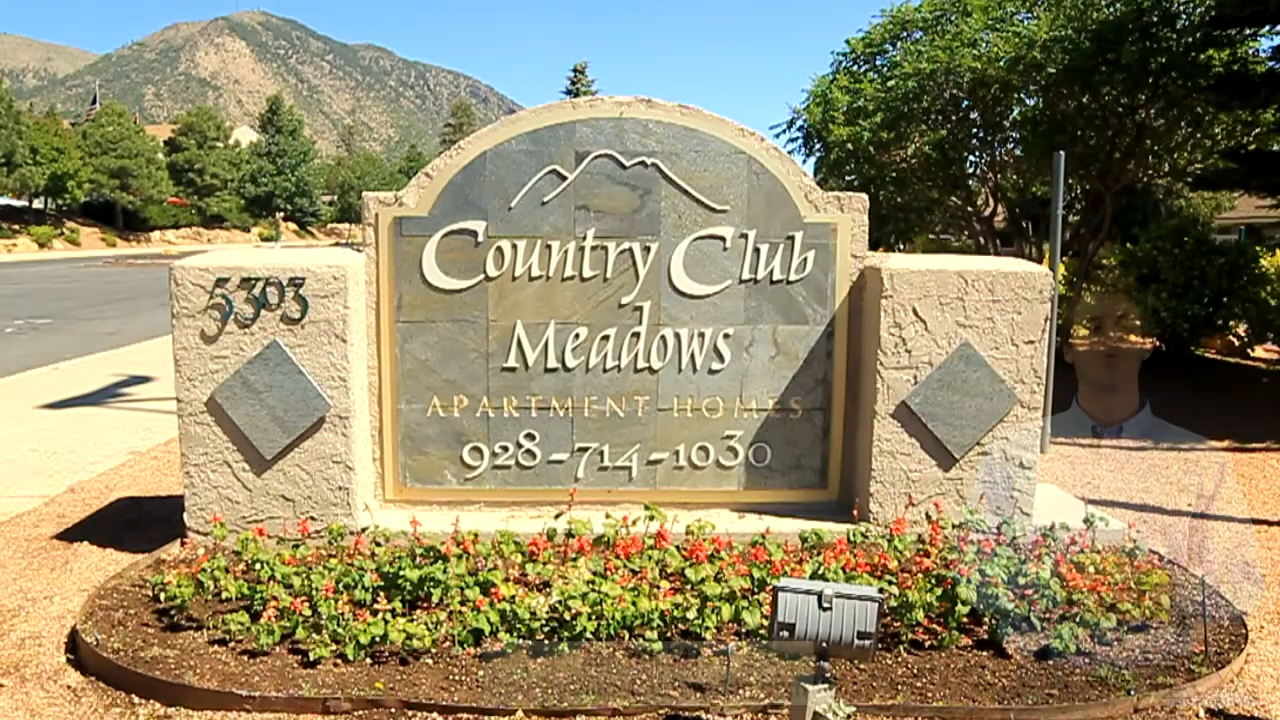 5303
Country Club
Meadows
APARTMENT HOMES
928-714-1030